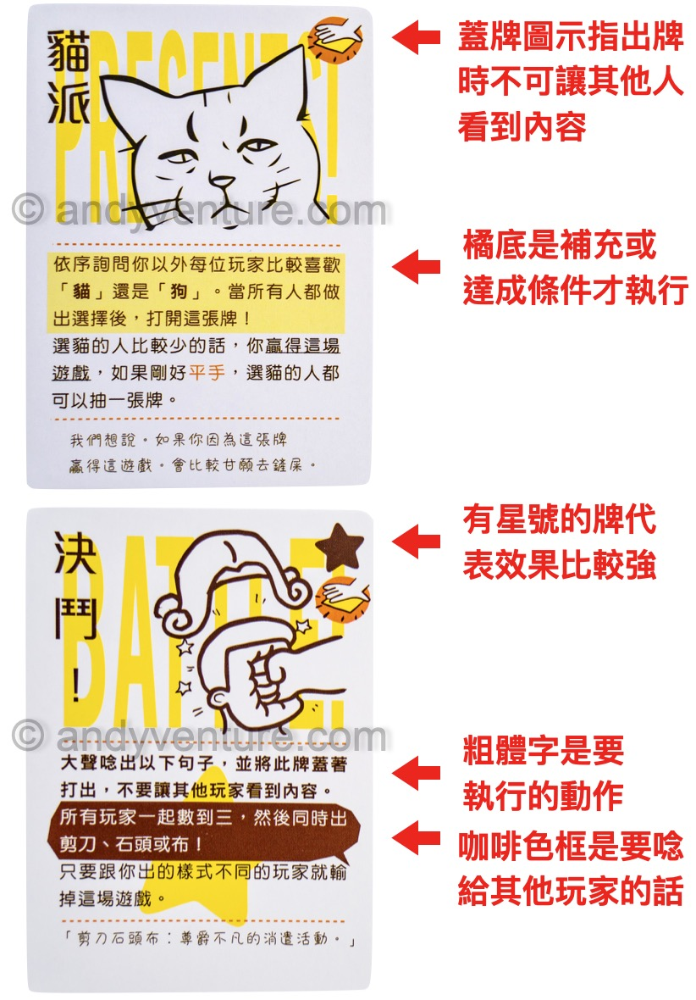 貓派
PRESENTS!
蓋牌圖示指出牌
時不可讓其他人
看到內容
© andyventure.com
依序詢問你以外每位玩家比較喜歡
「貓」還是「狗」。當所有人都做
出選擇後，打開這張牌！
橘底是補充或
達成條件才執行
選貓的人比較少的話，你贏得這場
遊戲，如果剛好平手，選貓的人都
可以抽一張牌。
我們想說。如果你因為這張牌
贏得這遊戲。會比較甘願去鏟屎。
決鬥！
BATTLE!
有星號的牌代
表效果比較強
© andyventure.com
大聲唸出以下句子，並將此牌蓋著
打出，不要讓其他玩家看到內容。
粗體字是要
執行的動作
所有玩家一起數到三，然後同時出
剪刀、石頭或布！
咖啡色框是要唸
給其他玩家的話
只要跟你出的樣式不同的玩家就輸
掉這場遊戲。
「剪刀石頭布：尊爵不凡的消遣活動。」